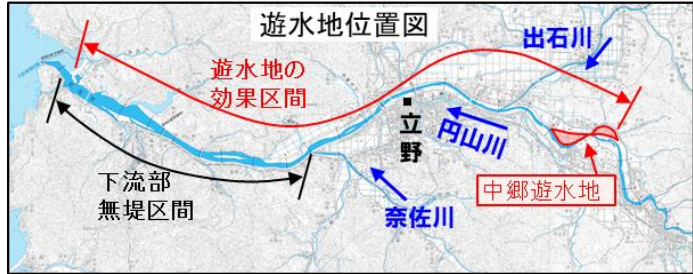 遊水地位置図
出石川
遊水地の
効果区間
立野
円山川
中郷遊水地
下流部
無堤区間
奈佐川